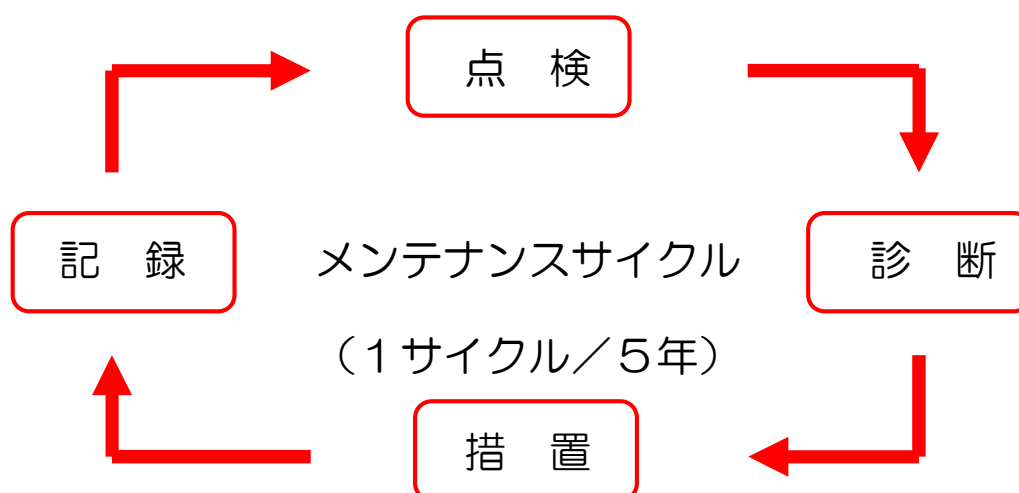 点　検
記　録
メンテナンスサイクル
診　断
（１サイクル／５年）
措　置